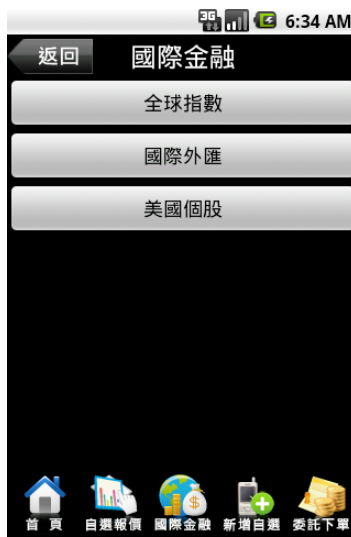 3G 6:34 AM
返回 國際金融
全球指數
國際外匯
美國個股
首 頁 自選報價 國際金融 新增自選 委託下單